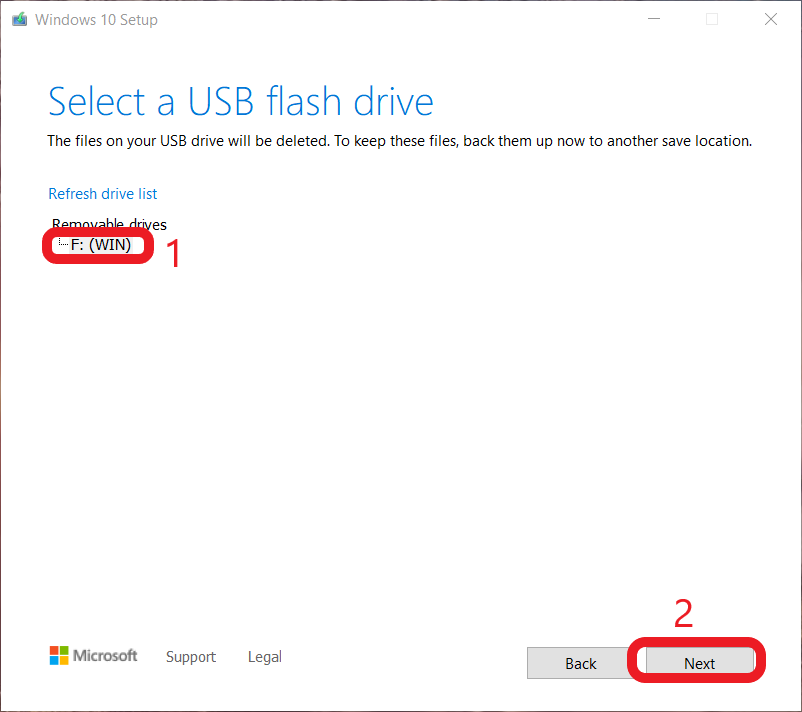 Windows 10 Setup
Select a USB flash drive
The files on your USB drive will be deleted. To keep these files, back them up now to another save location.
Refresh drive list
Removable drives
F: (WIN)
1
2
Microsoft Support Legal Back Next